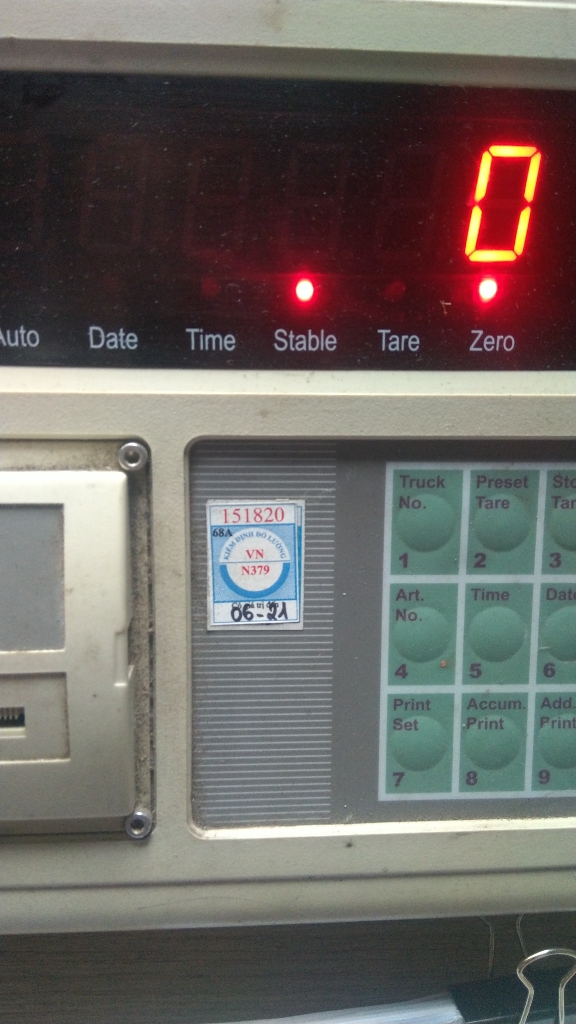 0
Auto Date Time Stable Tare Zero
151820
68A
KIỂM ĐỊNH ĐO LƯỜNG
VN
N379
06-21
Truck
No.
1
Preset
Tare
2
3
Art.
No.
4
Time
5
Date
6
Print
Set
7
Accum.
Print
8
Add.
Print
9